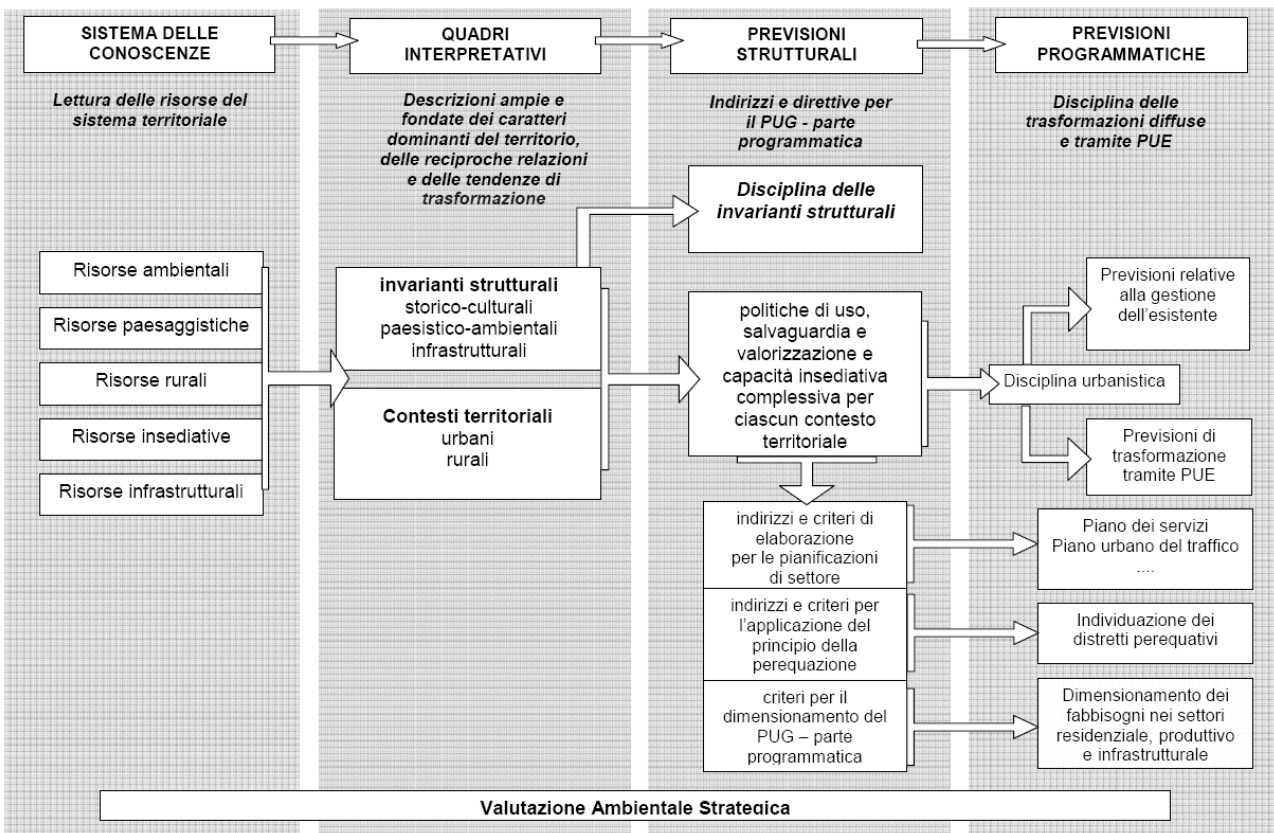 SISTEMA DELLE
CONOSCENZE
QUADRI
INTERPRETATIVI
PREVISIONI
STRUTTURALI
PREVISIONI
PROGRAMMATICHE
Lettura delle risorse del
sistema territoriale
Descrizioni ampie e
fondate dei caratteri
dominanti del territorio,
delle reciproche relazioni
e delle tendenze di
trasformazione
Indirizzi e direttive per
il PUG - parte
programmatica
Disciplina delle
trasformazioni diffuse
e tramite PUE
Disciplina delle
invarianti strutturali
Risorse ambientali
Risorse paesaggistiche
Risorse rurali
Risorse insediative
Risorse infrastrutturali
invarianti strutturali
storico-culturali
paesistico-ambientali
infrastrutturali
Contesti territoriali
urbani
rurali
politiche di uso,
salvaguardia e
valorizzazione e
capacità insediativa
complessiva per
ciascun contesto
territoriale
Previsioni relative
alla gestione
dell'esistente
Disciplina urbanistica
Previsioni di
trasformazione
tramite PUE
indirizzi e criteri di
elaborazione
per le pianificazioni
di settore
Piano dei servizi
Piano urbano del traffico
....
indirizzi e criteri per
l'applicazione del
principio della
perequazione
Individuazione dei
distretti perequativi
criteri per il
dimensionamento del
PUG – parte
programmatica
Dimensionamento dei
fabbisogni nei settori
residenziale, produttivo
e infrastrutturale
Valutazione Ambientale Strategica